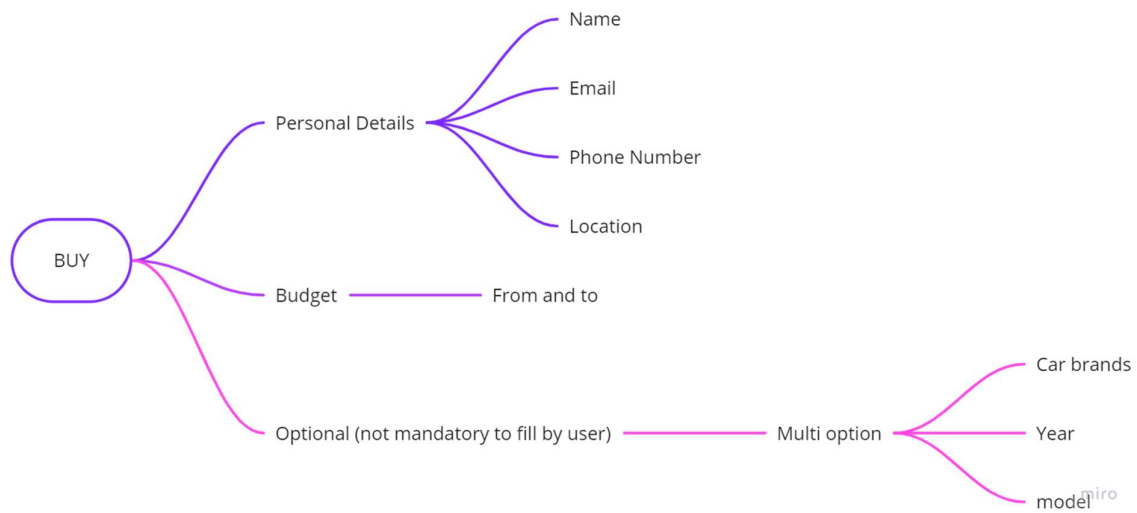 Name
Email
Personal Details
Phone Number
Location
BUY
Budget
From and to
Car brands
Optional (not mandatory to fill by user)
Multi option
Year
model
miro